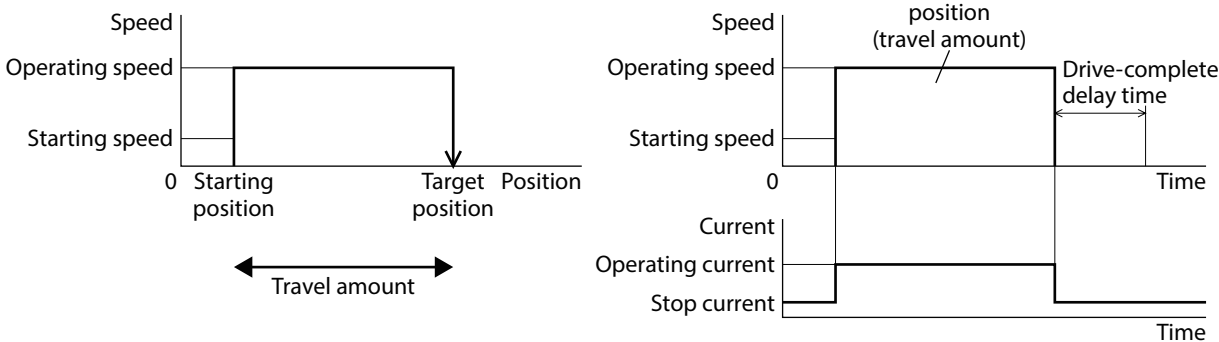 Speed
Operating speed
Starting speed
0
Starting
position
Target
position
Position
Travel amount
Speed
position
(travel amount)
Operating speed
Drive-complete
delay time
Starting speed
0
Time
Current
Operating current
Stop current
Time